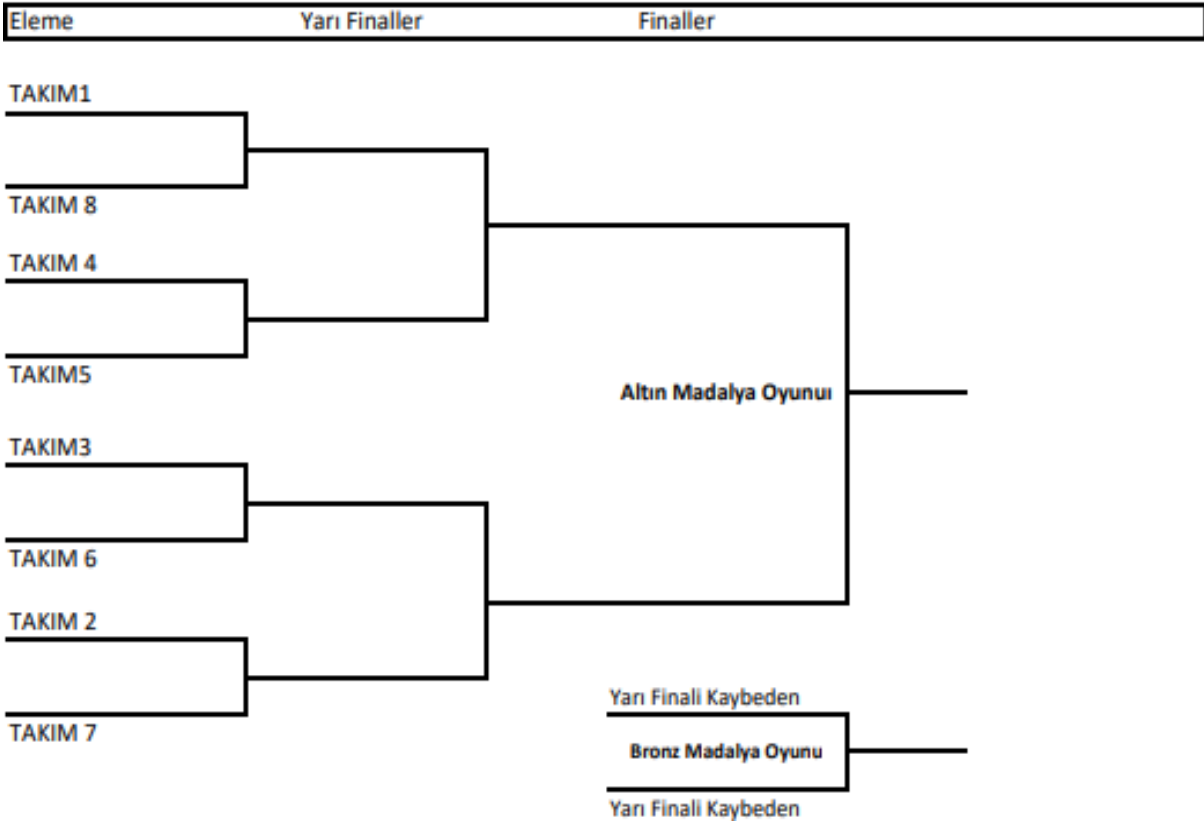 Eleme Yarı Finaller Finaller
TAKIM1
TAKIM 8
TAKIM 4
TAKIM5
Altın Madalya Oyunuı
TAKIM3
TAKIM 6
TAKIM 2
TAKIM 7
Yarı Finali Kaybeden
Bronz Madalya Oyunu
Yarı Finali Kaybeden